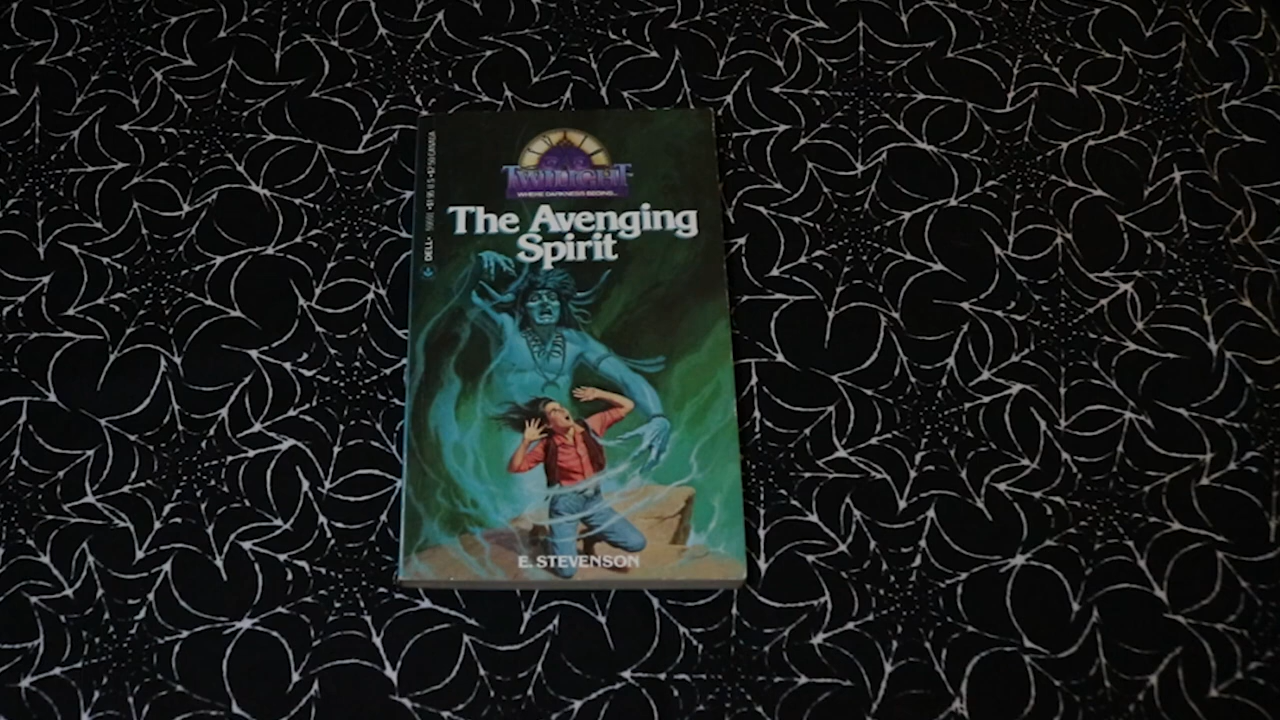 TWILIGHT
WHERE DARKNESS BEGINS...
The Avenging
Spirit
E. STEVENSON
DELL